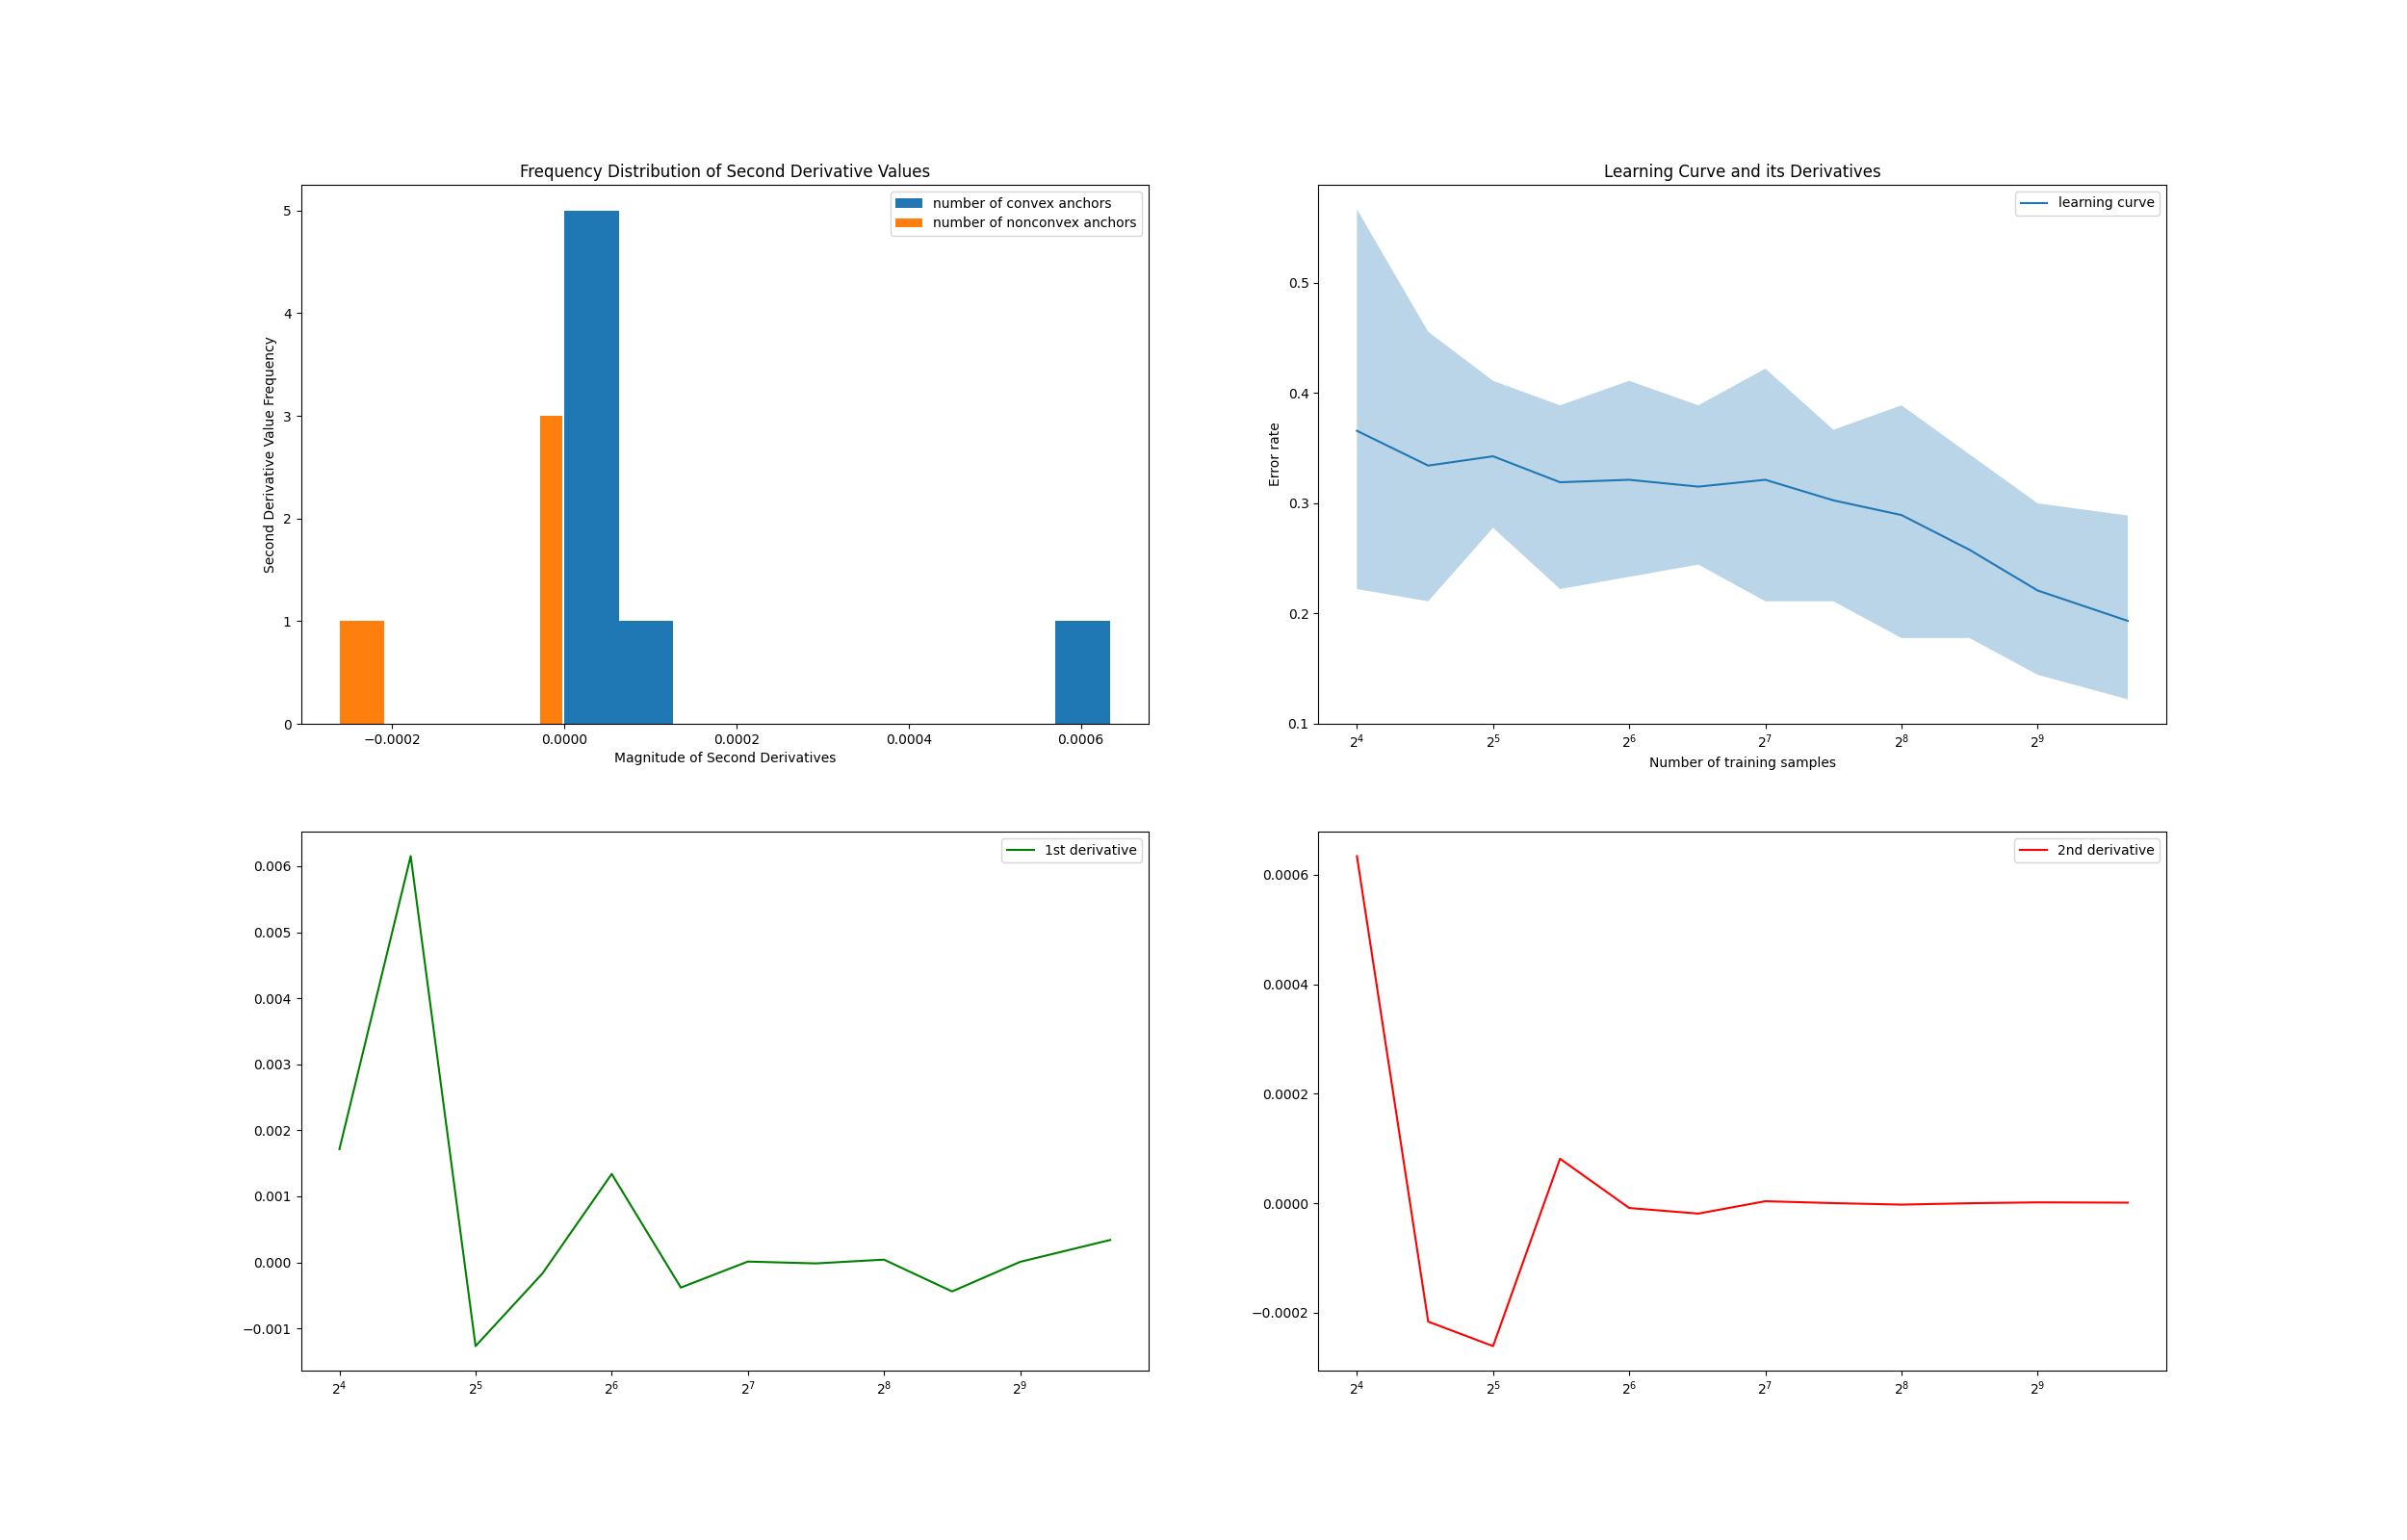 Frequency Distribution of Second Derivative Values
number of convex anchors
number of nonconvex anchors
5
4
3
2
1
0
Second Derivative Value Frequency
−0.0002 0.0000 0.0002 0.0004 0.0006
Magnitude of Second Derivatives
Learning Curve and its Derivatives
learning curve
0.5
0.4
0.3
0.2
0.1
Error rate
2⁴ 2⁵ 2⁶ 2⁷ 2⁸ 2⁹
Number of training samples
1st derivative
0.006
0.005
0.004
0.003
0.002
0.001
0.000
−0.001
2⁴ 2⁵ 2⁶ 2⁷ 2⁸ 2⁹
2nd derivative
0.0006
0.0004
0.0002
0.0000
−0.0002
2⁴ 2⁵ 2⁶ 2⁷ 2⁸ 2⁹